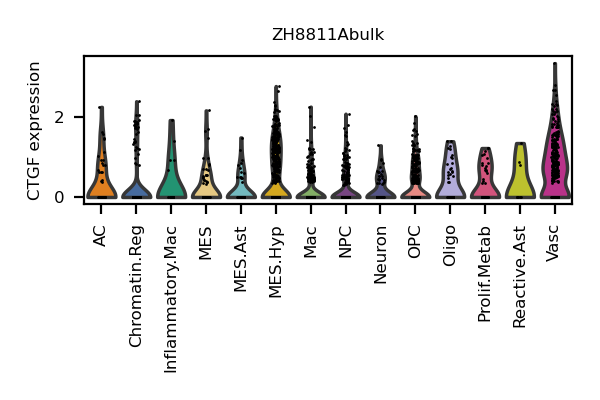 ZH8811Abulk
CTGF expression
2
0
AC
Chromatin.Reg
Inflammatory.Mac
MES
MES.Ast
MES.Hyp
Mac
NPC
Neuron
OPC
Oligo
Prolif.Metab
Reactive.Ast
Vasc